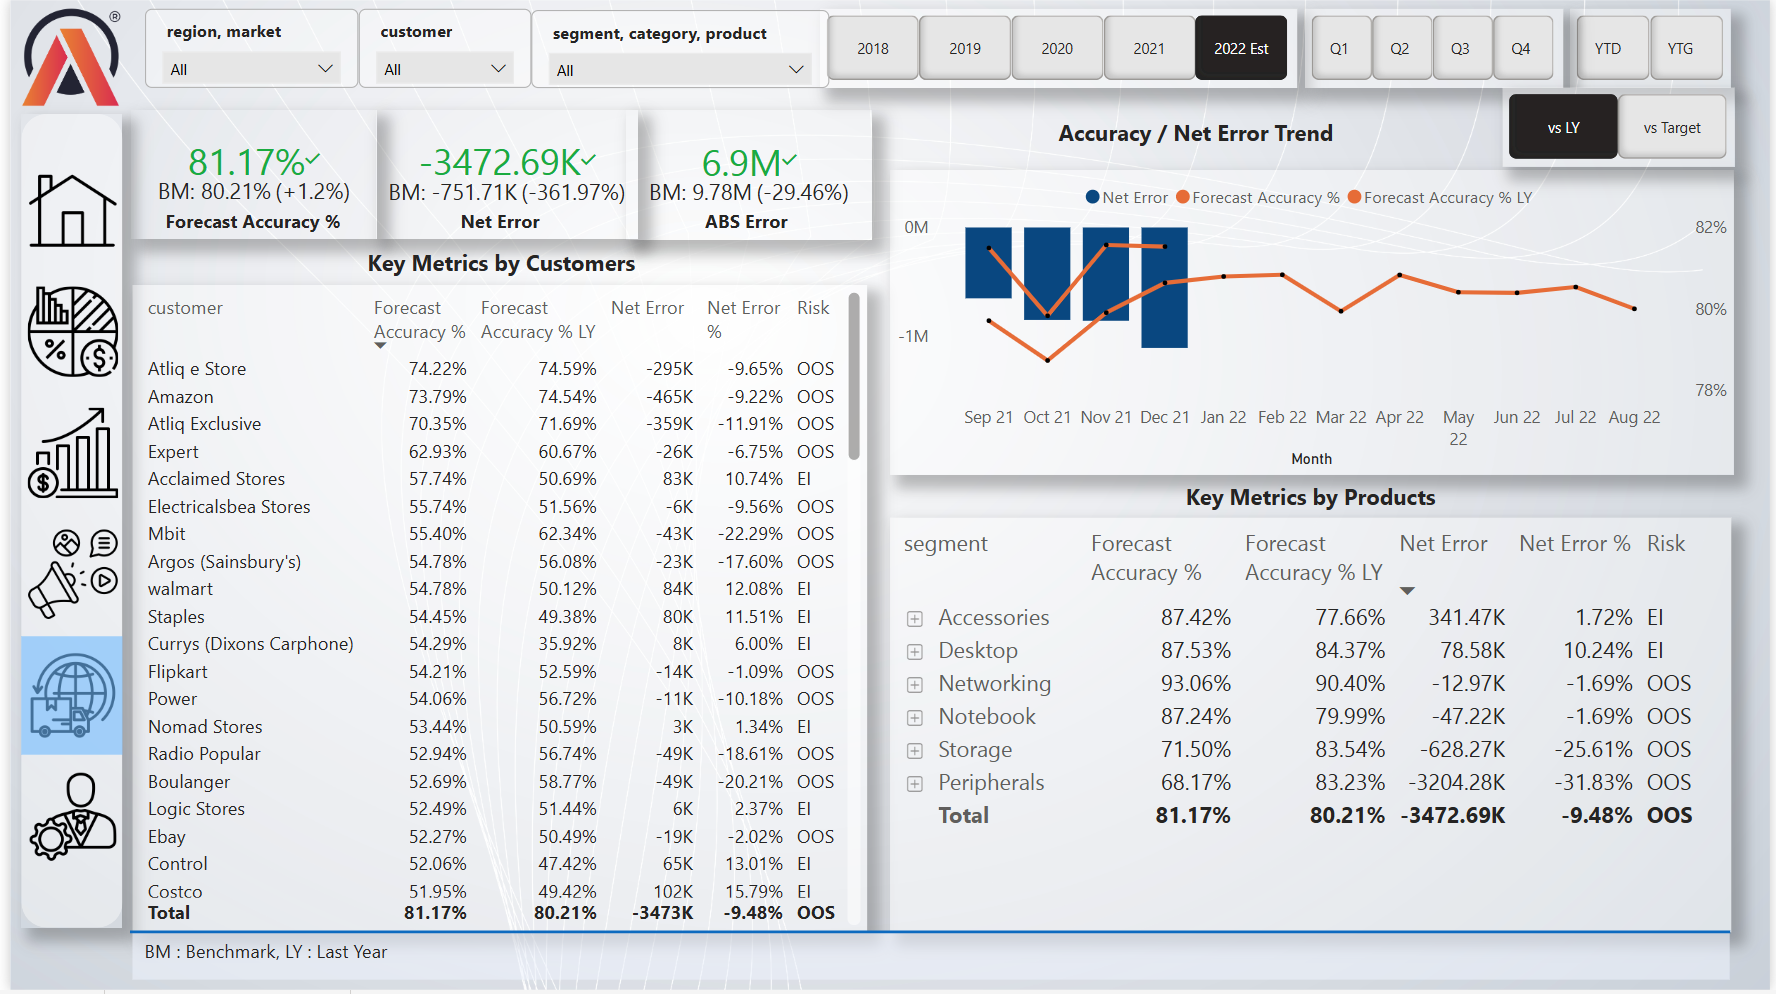 ®
region, market
All
customer
All
segment, category, product
All
2018 2019 2020 2021 2022 Est
Q1 Q2 Q3 Q4
YTD YTG
vs LY vs Target
81.17%
BM: 80.21% (+1.2%)
Forecast Accuracy %
-3472.69K
BM: -751.71K (-361.97%)
Net Error
6.9M
BM: 9.78M (-29.46%)
ABS Error
Key Metrics by Customers
customer Forecast Accuracy % Forecast Accuracy % LY Net Error Net Error % Risk
Atliq e Store 74.22% 74.59% -295K -9.65% OOS
Amazon 73.79% 74.54% -465K -9.22% OOS
Atliq Exclusive 70.35% 71.69% -359K -11.91% OOS
Expert 62.93% 60.67% -26K -6.75% OOS
Acclaimed Stores 57.74% 50.69% 83K 10.74% EI
Electricalsbea Stores 55.74% 51.56% -6K -9.56% OOS
Mbit 55.40% 62.34% -43K -22.29% OOS
Argos (Sainsbury's) 54.78% 56.08% -23K -17.60% OOS
walmart 54.78% 50.12% 84K 12.08% EI
Staples 54.45% 49.38% 80K 11.51% EI
Currys (Dixons Carphone) 54.29% 35.92% 8K 6.00% EI
Flipkart 54.21% 52.59% -14K -1.09% OOS
Power 54.06% 56.72% -11K -10.18% OOS
Nomad Stores 53.44% 50.59% 3K 1.34% EI
Radio Popular 52.94% 56.74% -49K -18.61% OOS
Boulanger 52.69% 58.77% -49K -20.21% OOS
Logic Stores 52.49% 51.44% 6K 2.37% EI
Ebay 52.27% 50.49% -19K -2.02% OOS
Control 52.06% 47.42% 65K 13.01% EI
Costco 51.95% 49.42% 102K 15.79% EI
Total 81.17% 80.21% -3473K -9.48% OOS
Accuracy / Net Error Trend
Net Error Forecast Accuracy % Forecast Accuracy % LY
0M 82%
80%
-1M
78%
Sep 21 Oct 21 Nov 21 Dec 21 Jan 22 Feb 22 Mar 22 Apr 22 May 22 Jun 22 Jul 22 Aug 22
Month
Key Metrics by Products
segment Forecast Accuracy % Forecast Accuracy % LY Net Error Net Error % Risk
Accessories 87.42% 77.66% 341.47K 1.72% EI
Desktop 87.53% 84.37% 78.58K 10.24% EI
Networking 93.06% 90.40% -12.97K -1.69% OOS
Notebook 87.24% 79.99% -47.22K -1.69% OOS
Storage 71.50% 83.54% -628.27K -25.61% OOS
Peripherals 68.17% 83.23% -3204.28K -31.83% OOS
Total 81.17% 80.21% -3472.69K -9.48% OOS
BM : Benchmark, LY : Last Year